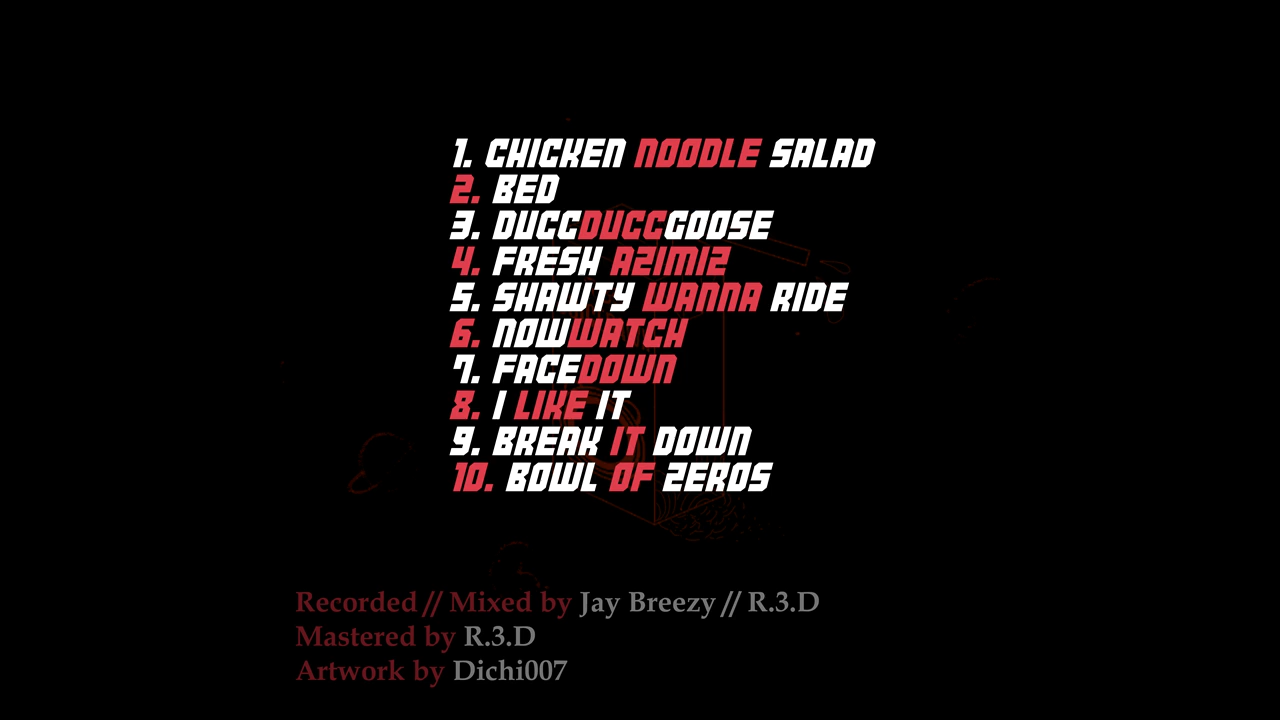 1. CHICKEN NOODLE SALAD
2. BED
3. DUCCDUCCGOOSE
4. FRESH AZIMIZ
5. SHAWTY WANNA RIDE
6. NOWWATCH
7. FACEDOWN
8. I LIKE IT
9. BREAK IT DOWN
10. BOWL OF ZEROS
Recorded // Mixed by Jay Breezy // R.3.D
Mastered by R.3.D
Artwork by Dichi007